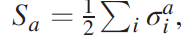 $S_a = \frac{1}{2} \sum_i \sigma_i^a,$